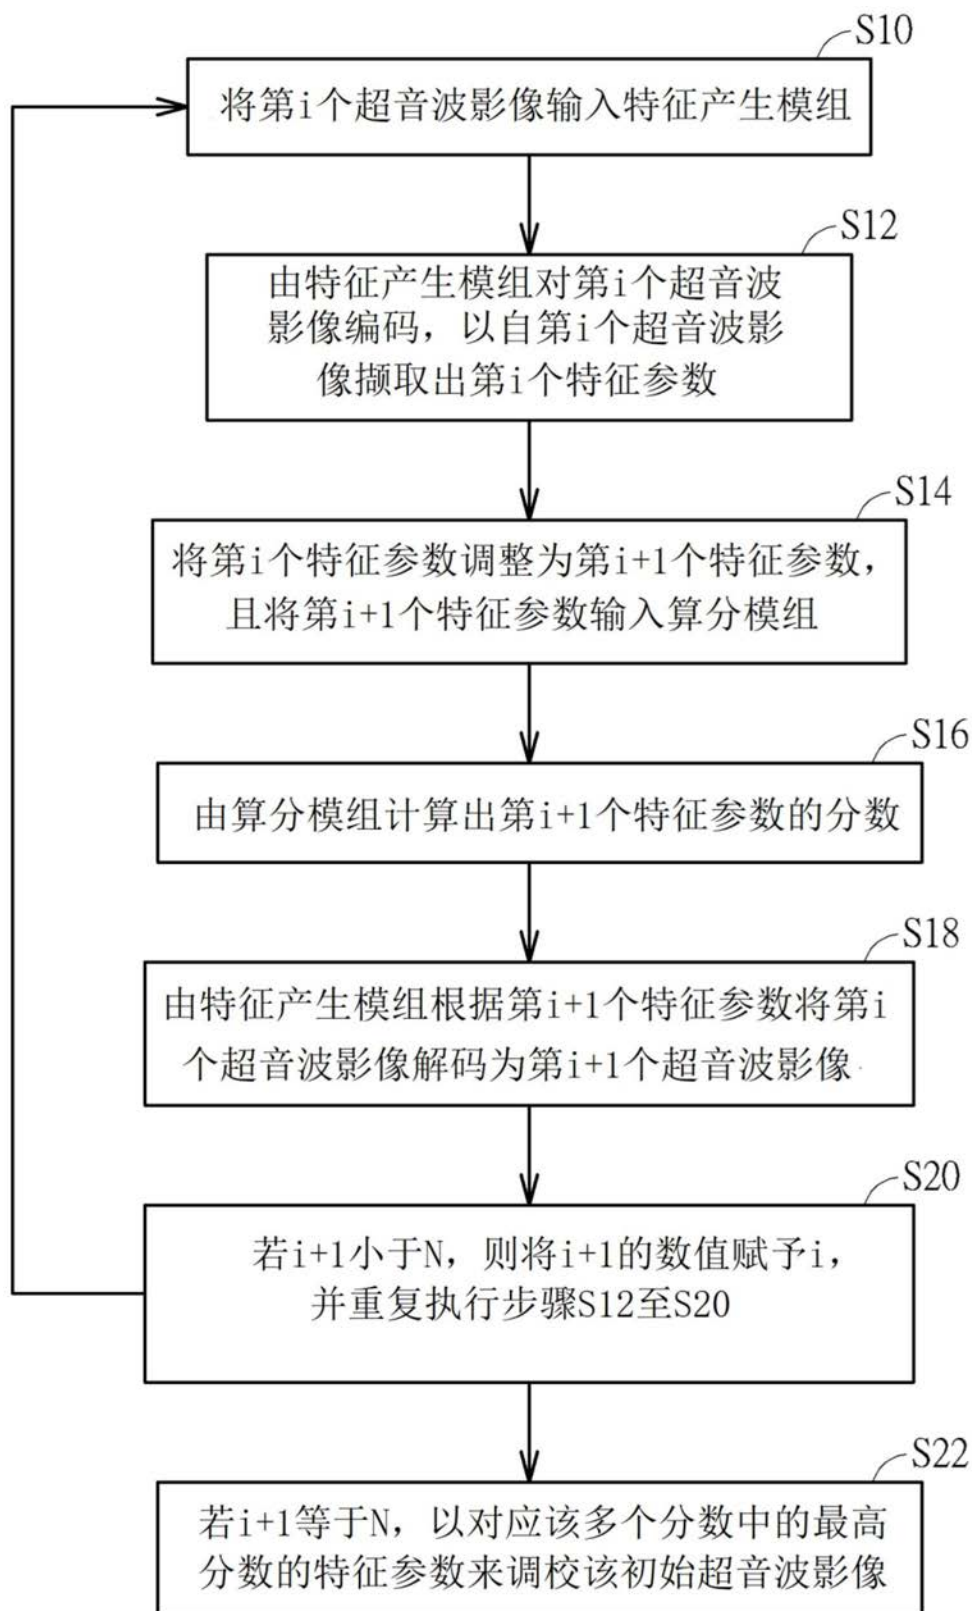 S10
将第i个超音波影像输入特征产生模组
S12
由特征产生模组对第i个超音波
影像编码，以自第i个超音波影
像撷取出第i个特征参数
S14
将第i个特征参数调整为第i+1个特征参数，
且将第i+1个特征参数输入算分模组
S16
由算分模组计算出第i+1个特征参数的分数
S18
由特征产生模组根据第i+1个特征参数将第i
个超音波影像解码为第i+1个超音波影像
S20
若i+1小于N，则将i+1的数值赋予i，
并重复执行步骤S12至S20
S22
若i+1等于N，以对应该多个分数中的最高
分数的特征参数来调校该初始超音波影像